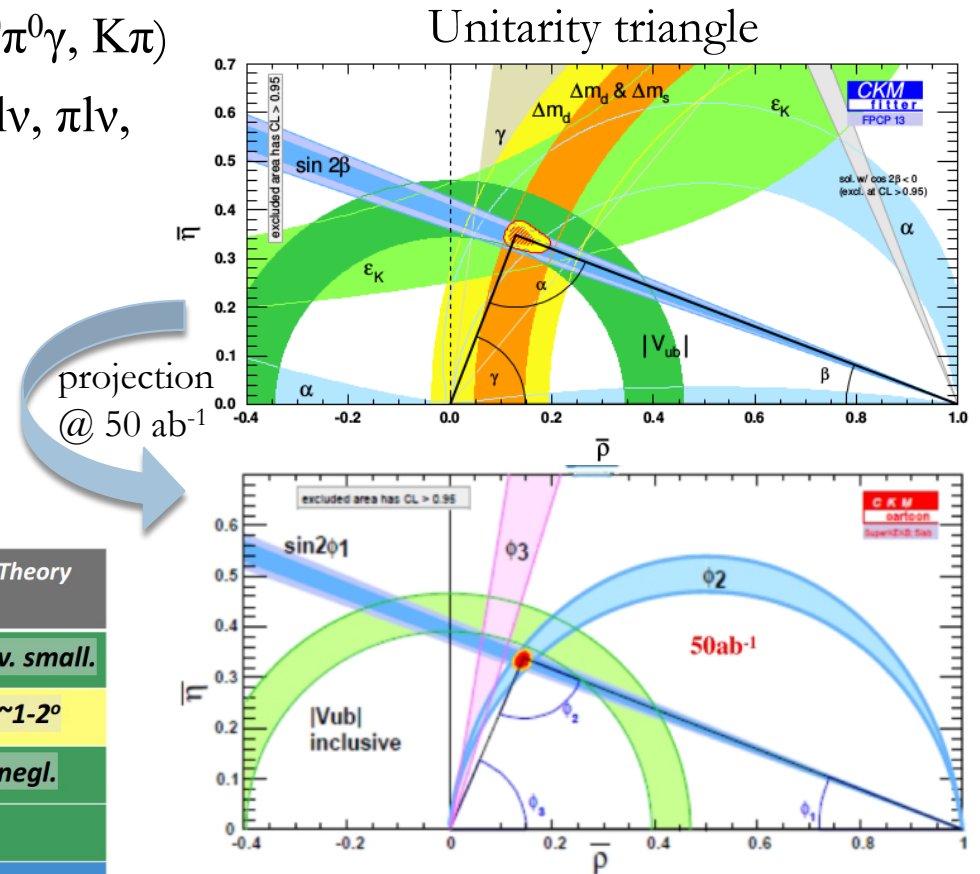 π⁰γ, Kπ)
lν, πlν,
Unitarity triangle
0.7
0.6
0.5
0.4
0.3
0.2
0.1
0.0
η̅
excluded area has CL > 0.95
sin 2β
γ
Δm_d
Δm_d & Δm_s
ε_K
CKM
fitter
FPCP 13
sol. w/ cos 2β < 0
(excl. at CL > 0.95)
α
ε_K
α
|V_ub|
γ
β
α
-0.4 -0.2 0.0 0.2 0.4 0.6 0.8 1.0
ρ̅
projection
@ 50 ab⁻¹
excluded area has CL > 0.95
CKM
cartoon
sin2ϕ1
ϕ3
ϕ2
50ab⁻¹
|Vub|
inclusive
ϕ₂
ϕ₃
ϕ₁
0.6
0.5
0.4
0.3
0.2
0.1
0
η̅
-0.4 -0.2 0 0.2 0.4 0.6 0.8 1
ρ̅
Theory
v. small.
~1-2º
negl.